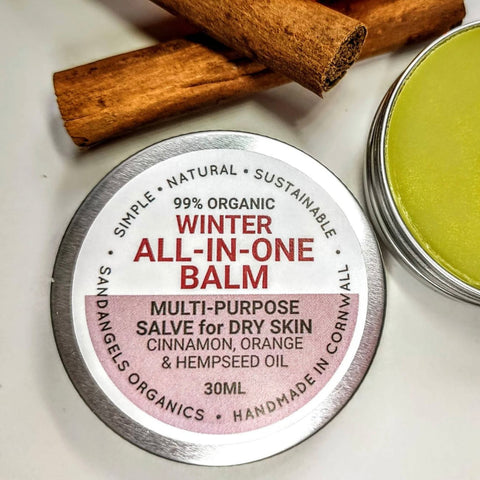 • SIMPLE • NATURAL • SUSTAINABLE •
99% ORGANIC
WINTER
ALL-IN-ONE
BALM
MULTI-PURPOSE
SALVE for DRY SKIN
CINNAMON, ORANGE
& HEMPSEED OIL
30ML
SANDANGELS ORGANICS • HANDMADE IN CORNWALL